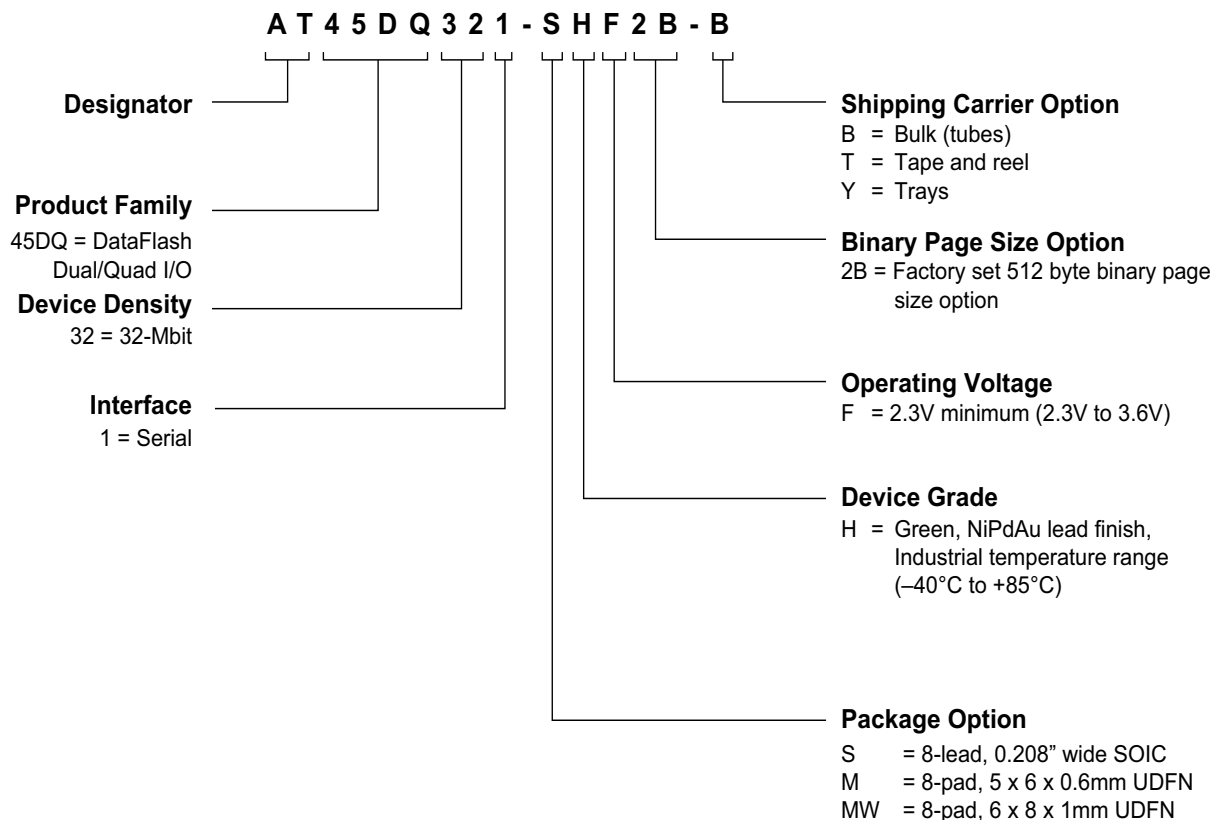 A T 4 5 D Q 3 2 1 - S H F 2 B - B
Designator
Product Family
45DQ = DataFlash
Dual/Quad I/O
Device Density
32 = 32-Mbit
Interface
1 = Serial
Shipping Carrier Option
B = Bulk (tubes)
T = Tape and reel
Y = Trays
Binary Page Size Option
2B = Factory set 512 byte binary page
size option
Operating Voltage
F = 2.3V minimum (2.3V to 3.6V)
Device Grade
H = Green, NiPdAu lead finish,
Industrial temperature range
(–40°C to +85°C)
Package Option
S = 8-lead, 0.208” wide SOIC
M = 8-pad, 5 x 6 x 0.6mm UDFN
MW = 8-pad, 6 x 8 x 1mm UDFN